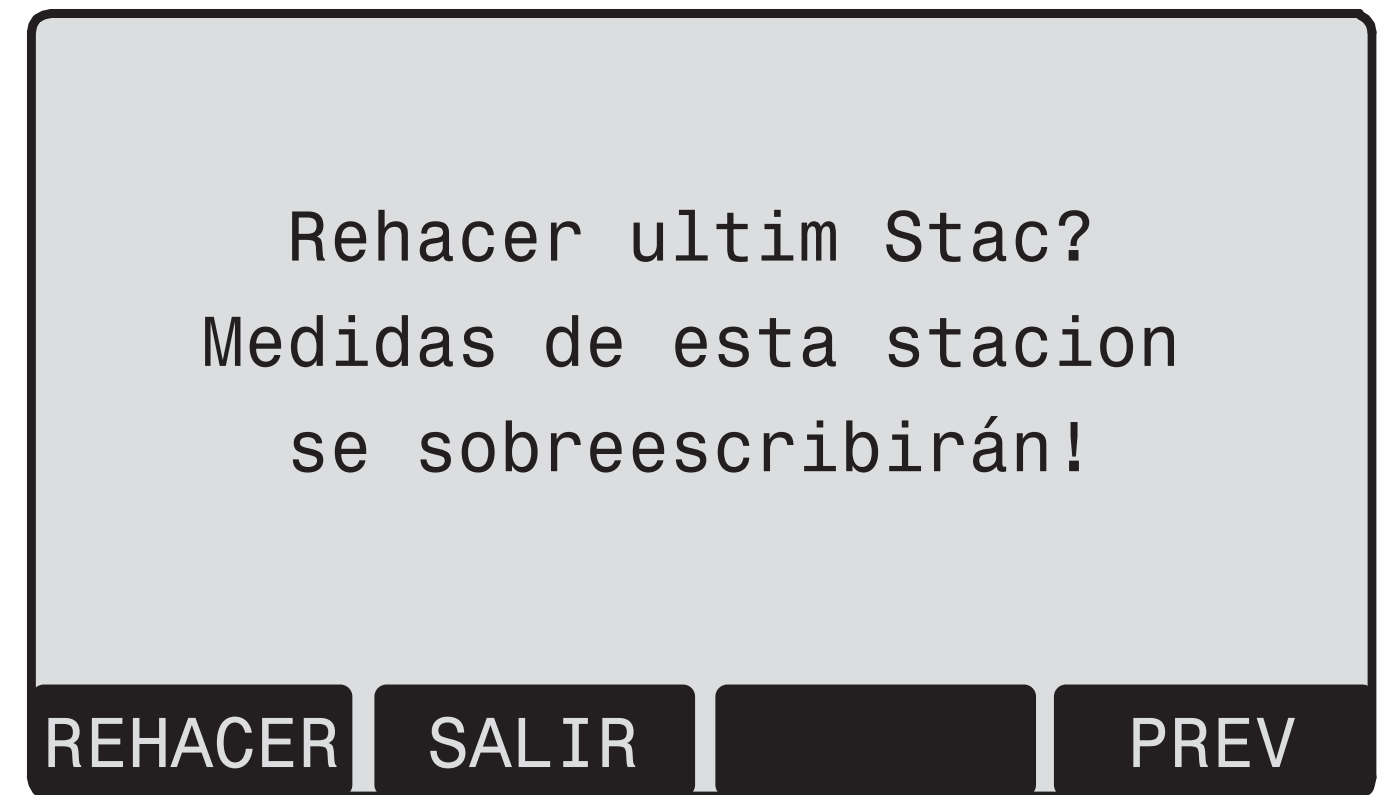 Rehacer ultim Stac?
Medidas de esta stacion
se sobreescribirán!
REHACER SALIR PREV